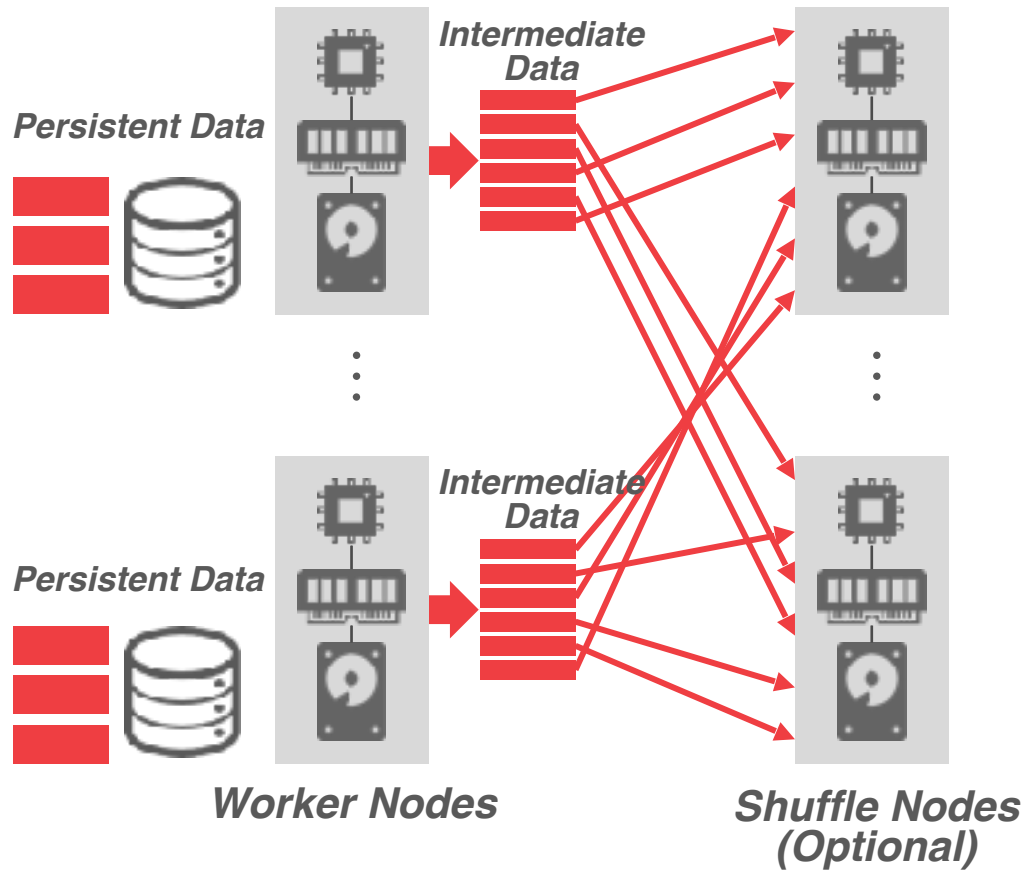 Intermediate
Data
Persistent Data
Intermediate
Data
Persistent Data
Worker Nodes
Shuffle Nodes
(Optional)